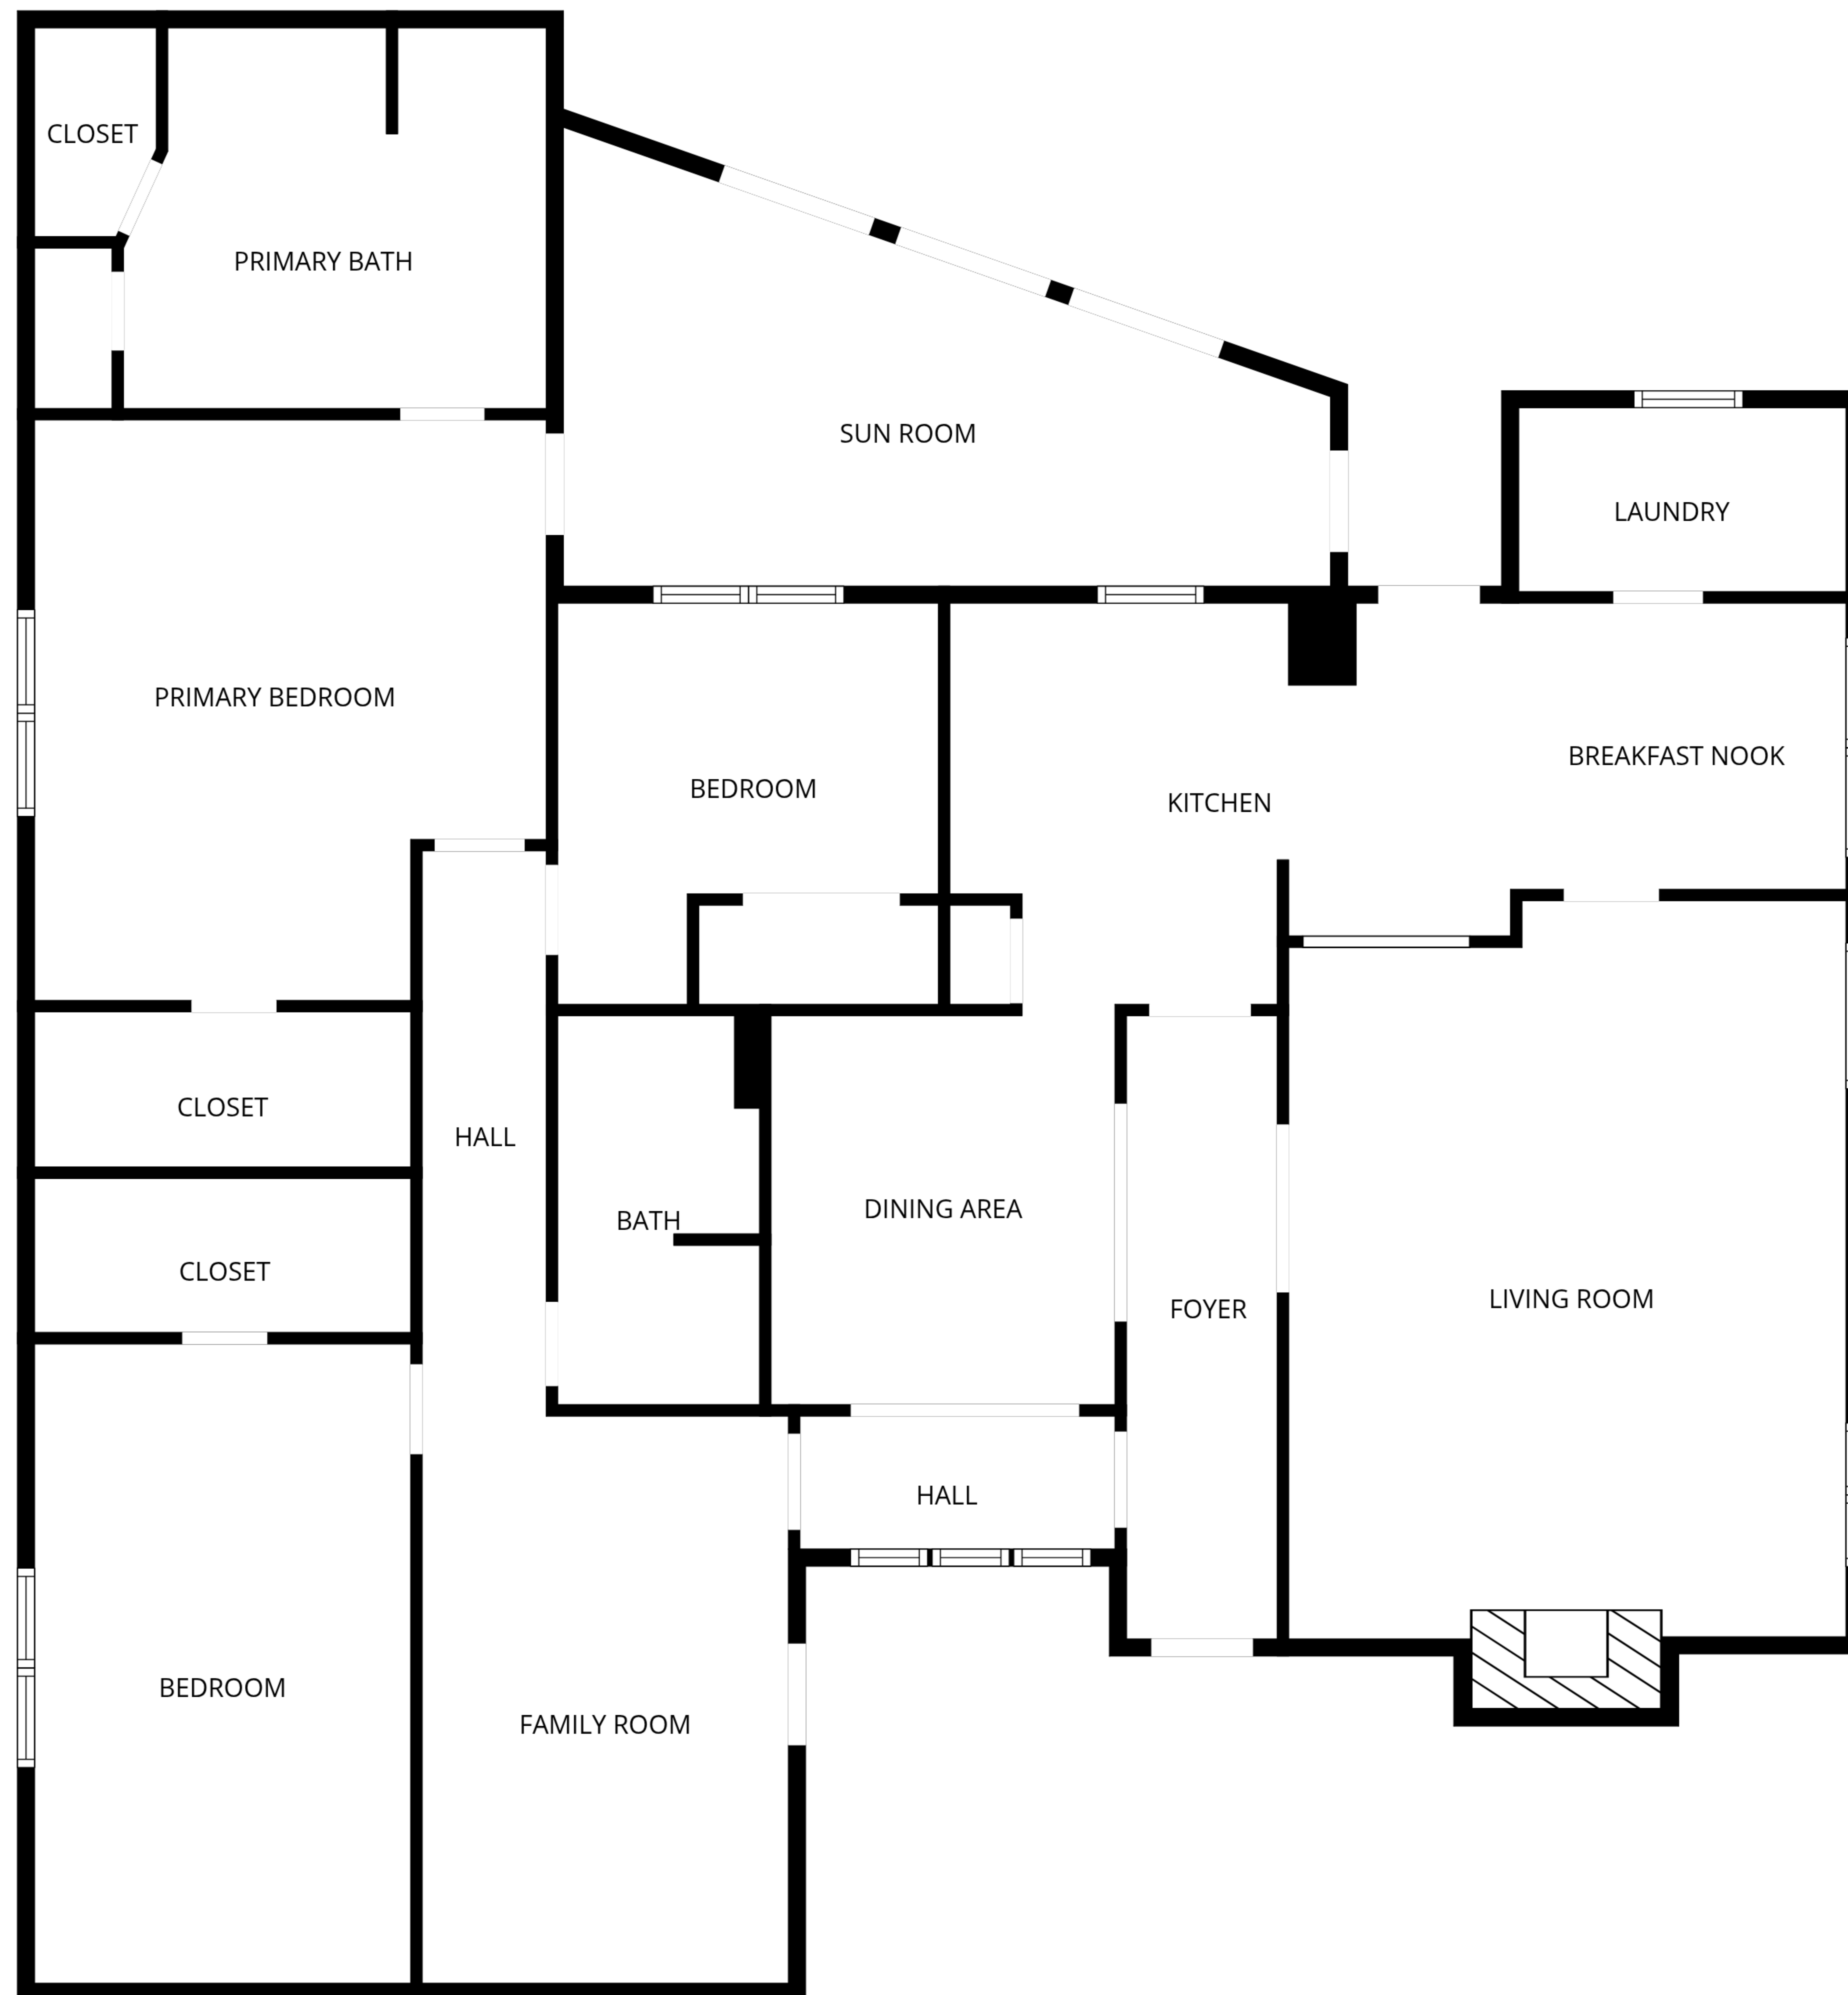 CLOSET
PRIMARY BATH
SUN ROOM
LAUNDRY
PRIMARY BEDROOM
BREAKFAST NOOK
BEDROOM
KITCHEN
CLOSET
HALL
DINING AREA
BATH
CLOSET
LIVING ROOM
FOYER
HALL
BEDROOM
FAMILY ROOM